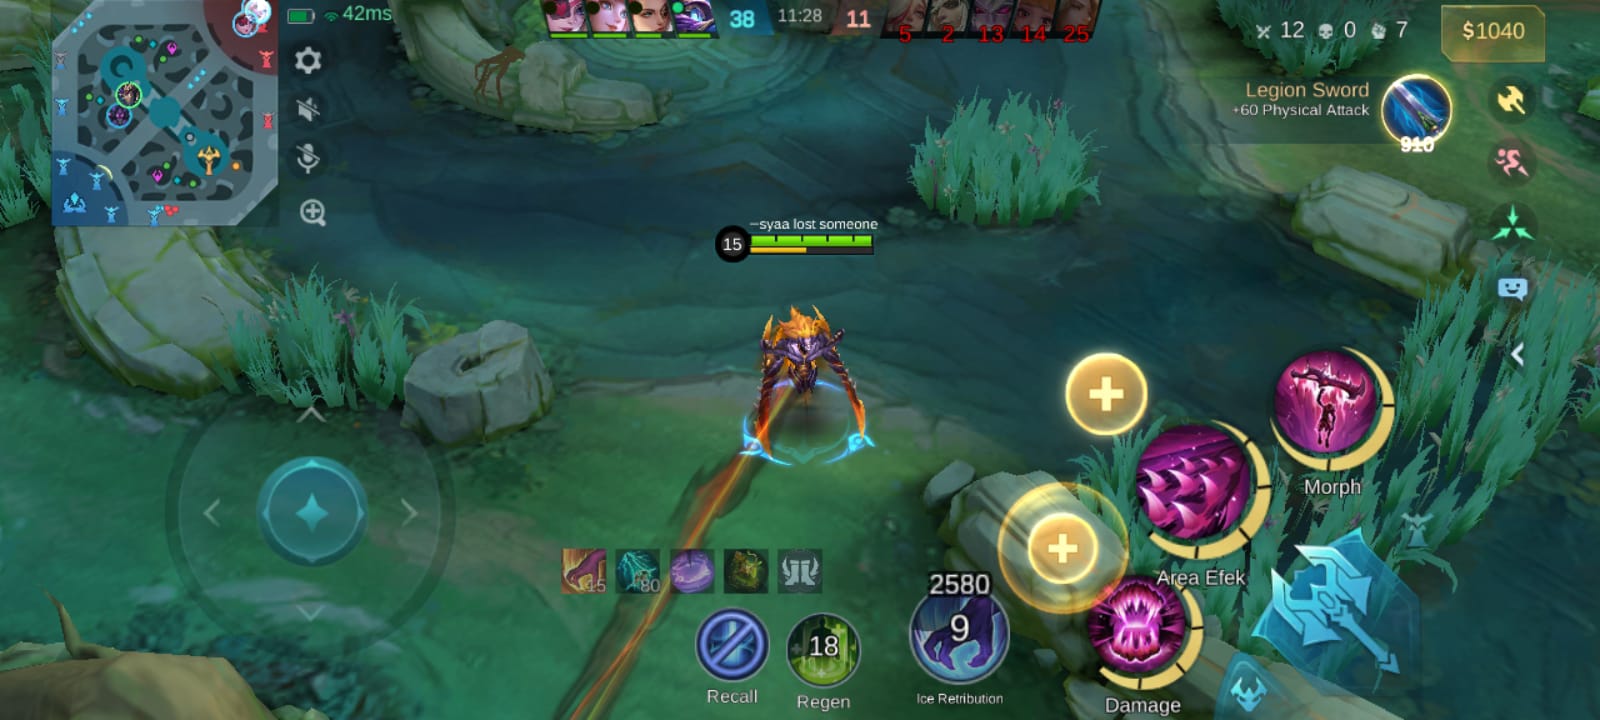 42ms
38
11:28
11
5
2
13
14
25
12
0
7
$1040
Legion Sword
+60 Physical Attack
910
—syaa lost someone
15
Morph
Area Efek
15
80
2580
9
18
Recall
Regen
Ice Retribution
Damage